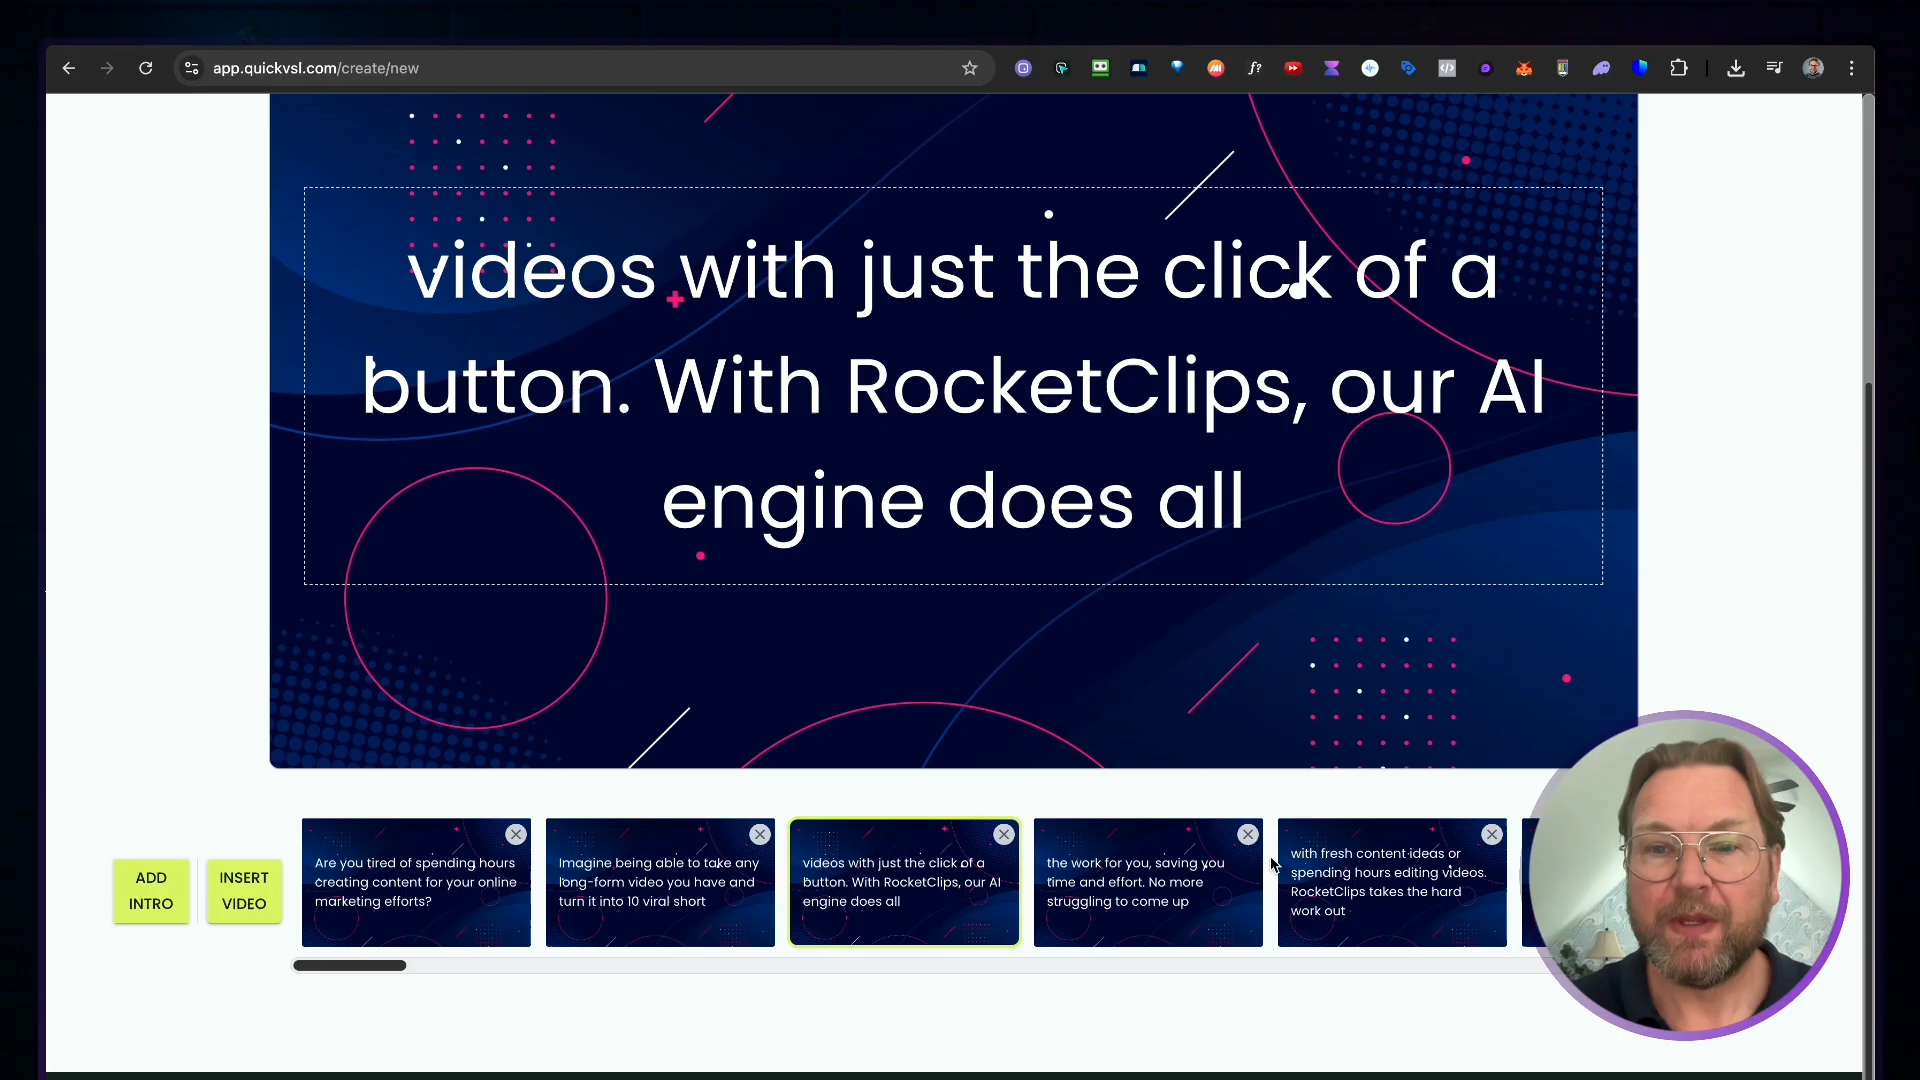 app.quickvsl.com/create/new
f?
videos with just the click of a
button. With RocketClips, our AI
engine does all
ADD
INTRO
INSERT
VIDEO
Are you tired of spending hours
creating content for your online
marketing efforts?
Imagine being able to take any
long-form video you have and
turn it into 10 viral short
videos with just the click of a
button. With RocketClips, our AI
engine does all
the work for you, saving you
time and effort. No more
struggling to come up
with fresh content ideas or
spending hours editing videos.
RocketClips takes the hard
work out